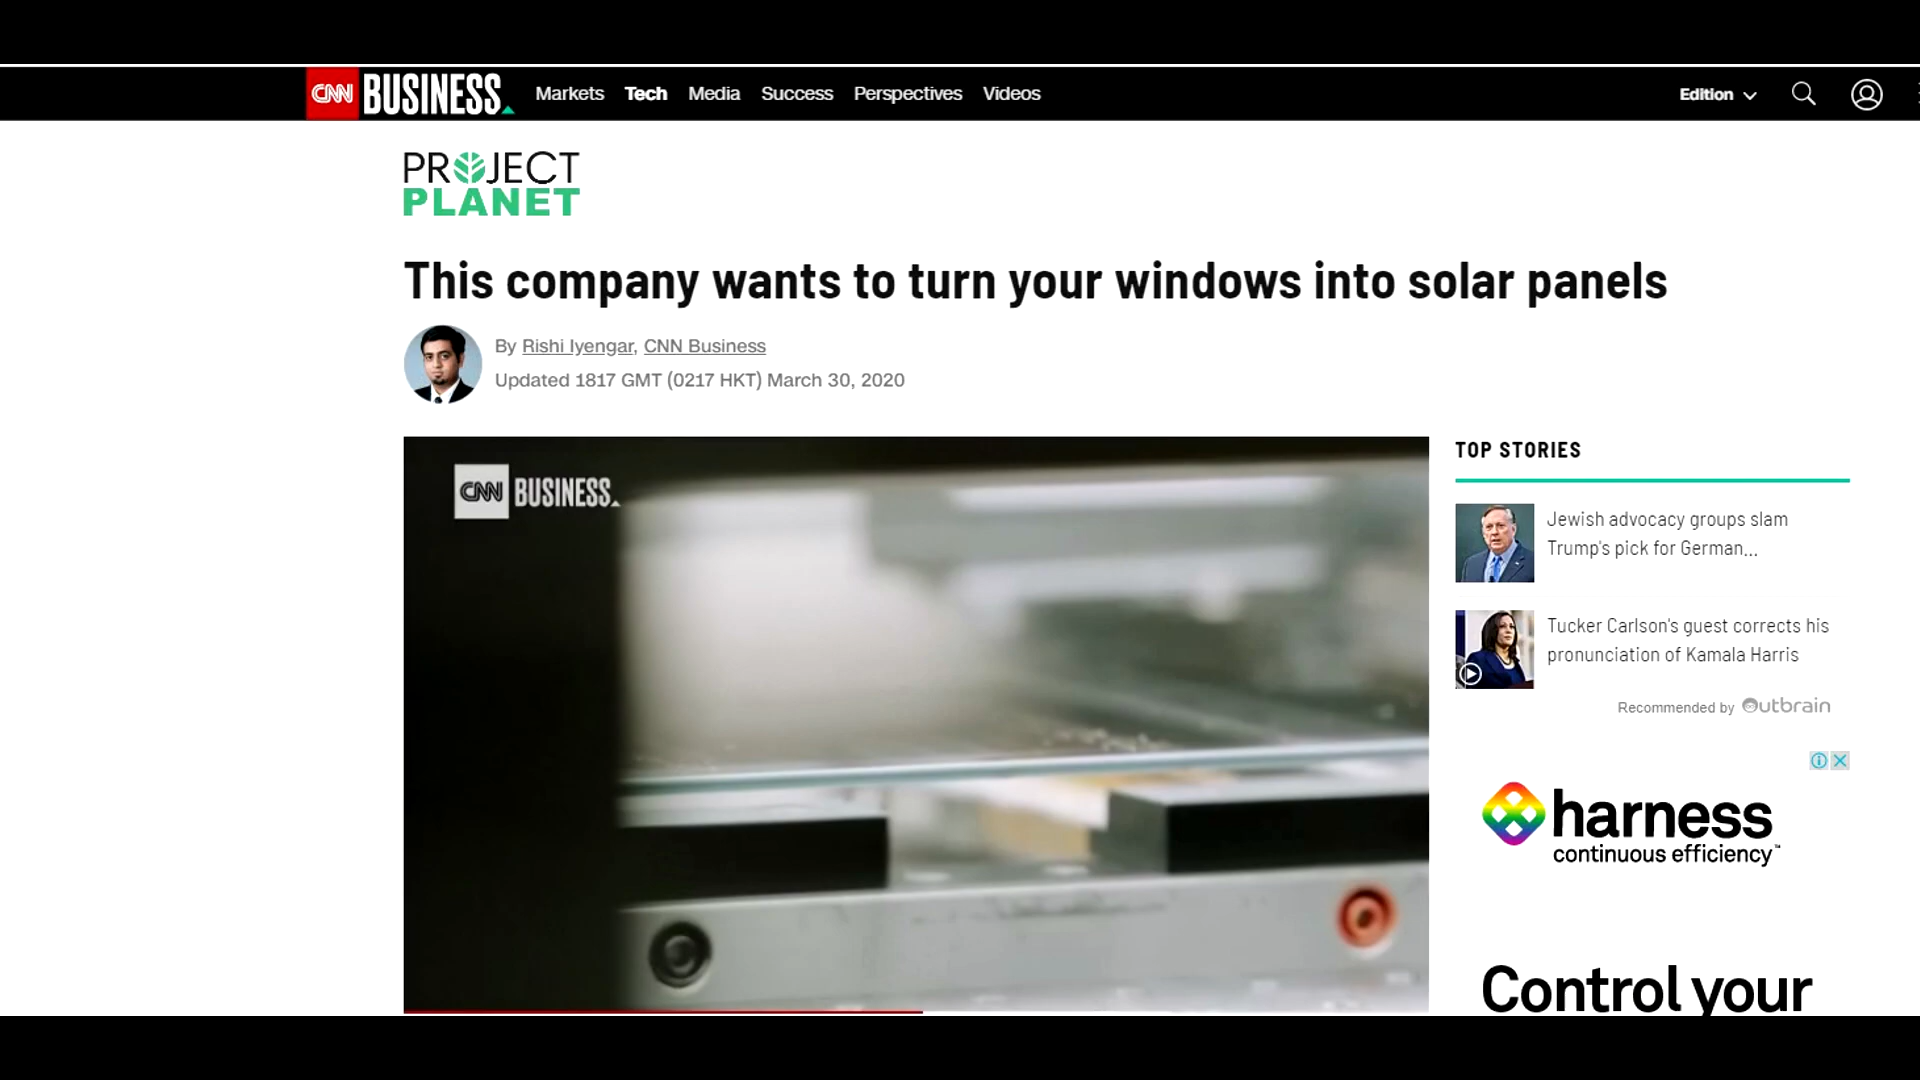 CNN BUSINESS Markets Tech Media Success Perspectives Videos Edition
PROJECT
PLANET
This company wants to turn your windows into solar panels
By Rishi Iyengar, CNN Business
Updated 1817 GMT (0217 HKT) March 30, 2020
CNN BUSINESS
TOP STORIES
Jewish advocacy groups slam
Trump's pick for German...
Tucker Carlson's guest corrects his
pronunciation of Kamala Harris
Recommended by Outbrain
harness
continuous efficiency™
Control your